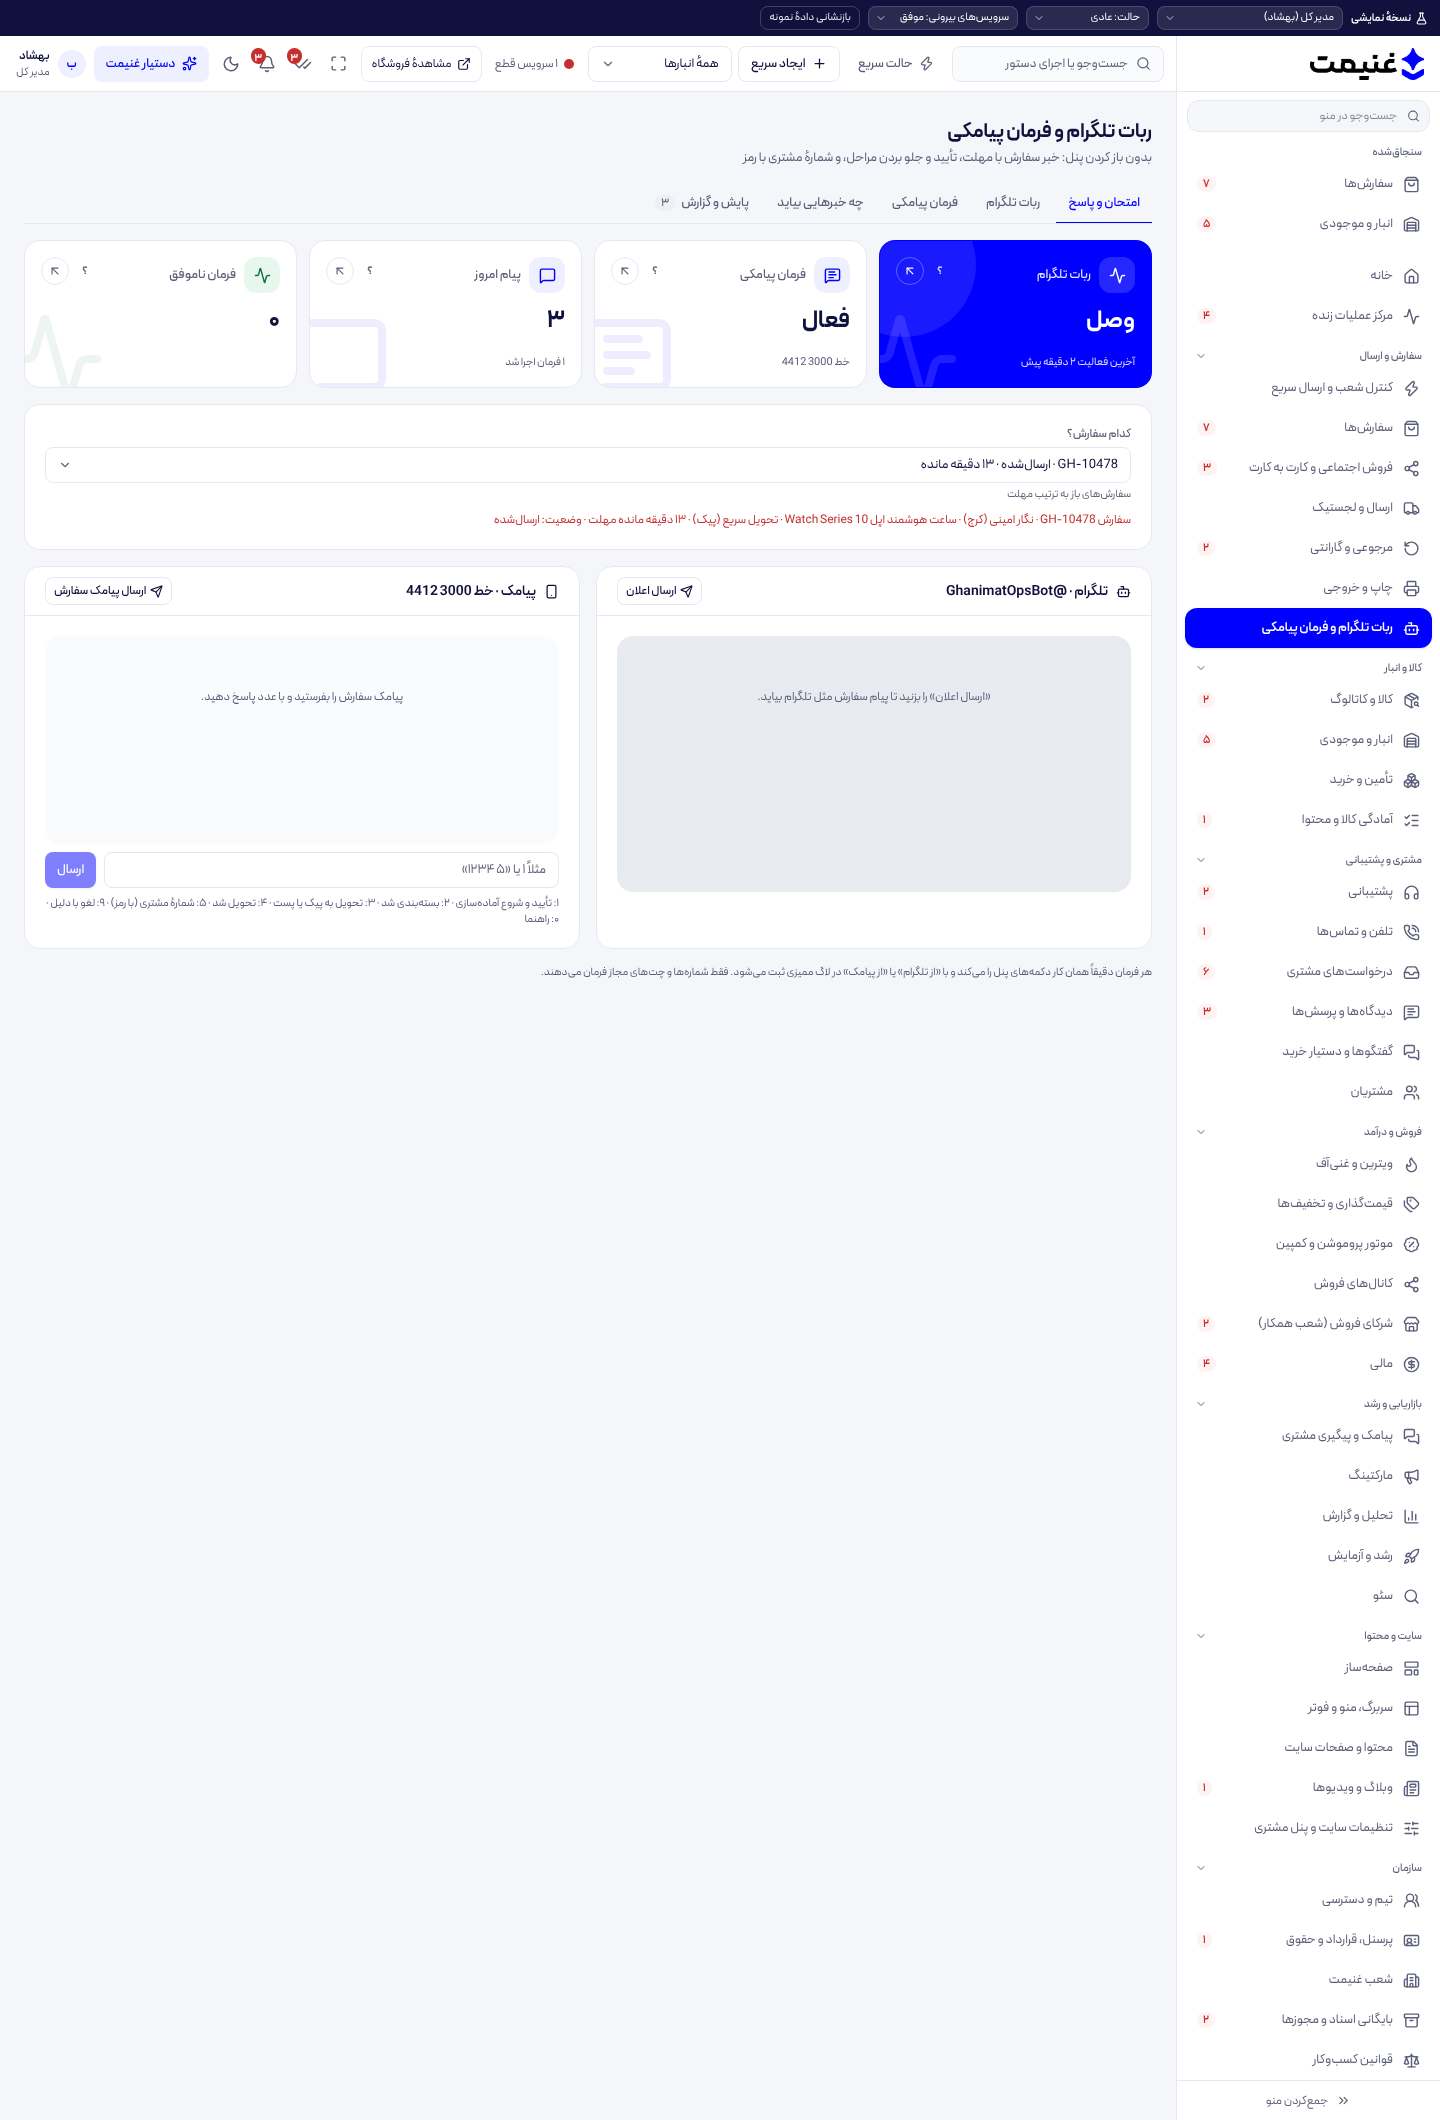 نسخهٔ نمایشی
مدیر کل (بهشاد)
حالت: عادی
سرویس‌های بیرونی: موفق
بازنشانی دادهٔ نمونه
غنیمت
جست‌وجو یا اجرای دستور
حالت سریع
ایجاد سریع
همهٔ انبارها
۱ سرویس قطع
مشاهدهٔ فروشگاه
۳
۳
دستیار غنیمت
ب
بهشاد
مدیر کل
جست‌وجو در منو
سنجاق‌شده
سفارش‌ها ۷
انبار و موجودی ۵
خانه
مرکز عملیات زنده ۴
سفارش و ارسال
کنترل شعب و ارسال سریع
سفارش‌ها ۷
فروش اجتماعی و کارت به کارت ۳
ارسال و لجستیک
مرجوعی و گارانتی ۲
چاپ و خروجی
ربات تلگرام و فرمان پیامکی
کالا و انبار
کالا و کاتالوگ ۲
انبار و موجودی ۵
تأمین و خرید
آمادگی کالا و محتوا ۱
مشتری و پشتیبانی
پشتیبانی ۲
تلفن و تماس‌ها ۱
درخواست‌های مشتری ۶
دیدگاه‌ها و پرسش‌ها ۳
گفتگوها و دستیار خرید
مشتریان
فروش و درآمد
ویترین و غنی‌آف
قیمت‌گذاری و تخفیف‌ها
موتور پروموشن و کمپین
کانال‌های فروش
شرکای فروش (شعب همکار) ۲
مالی ۴
بازاریابی و رشد
پیامک و پیگیری مشتری
مارکتینگ
تحلیل و گزارش
رشد و آزمایش
سئو
سایت و محتوا
صفحه‌ساز
سربرگ، منو و فوتر
محتوا و صفحات سایت
وبلاگ و ویدیوها ۱
تنظیمات سایت و پنل مشتری
سازمان
تیم و دسترسی
پرسنل، قرارداد و حقوق ۱
شعب غنیمت
بایگانی اسناد و مجوزها ۲
قوانین کسب‌وکار
جمع‌کردن منو
ربات تلگرام و فرمان پیامکی
بدون باز کردن پنل: خبر سفارش با مهلت، تأیید و جلو بردن مراحل، و شمارهٔ مشتری با رمز
امتحان و پاسخ
ربات تلگرام
فرمان پیامکی
چه خبرهایی بیاید
پایش و گزارش ۳
ربات تلگرام ؟
وصل
آخرین فعالیت ۲ دقیقه پیش
فرمان پیامکی ؟
فعال
خط 3000 4412
پیام امروز ؟
۳
۱ فرمان اجرا شد
فرمان ناموفق ؟
۰
کدام سفارش؟
GH-10478 · ارسال‌شده · ۱۳ دقیقه مانده
سفارش‌های باز به ترتیب مهلت
سفارش GH-10478 · نگار امینی (کرج) · ساعت هوشمند اپل Watch Series 10 · تحویل سریع (پیک) · ۱۳ دقیقه مانده مهلت · وضعیت: ارسال‌شده
تلگرام · @GhanimatOpsBot
ارسال اعلان
«ارسال اعلان» را بزنید تا پیام سفارش مثل تلگرام بیاید.
پیامک · خط 3000 4412
ارسال پیامک سفارش
پیامک سفارش را بفرستید و با عدد پاسخ دهید.
مثلاً ۱ یا «۱۲۳۴۵»
ارسال
۱: تأیید و شروع آماده‌سازی · ۲: بسته‌بندی شد · ۳: تحویل به پیک یا پست · ۴: تحویل شد · ۵: شمارهٔ مشتری (با رمز) · ۹: لغو با دلیل ·
۰: راهنما
هر فرمان دقیقاً همان کار دکمه‌های پنل را می‌کند و با «از تلگرام» یا «از پیامک» در لاگ ممیزی ثبت می‌شود. فقط شماره‌ها و چت‌های مجاز فرمان می‌دهند.